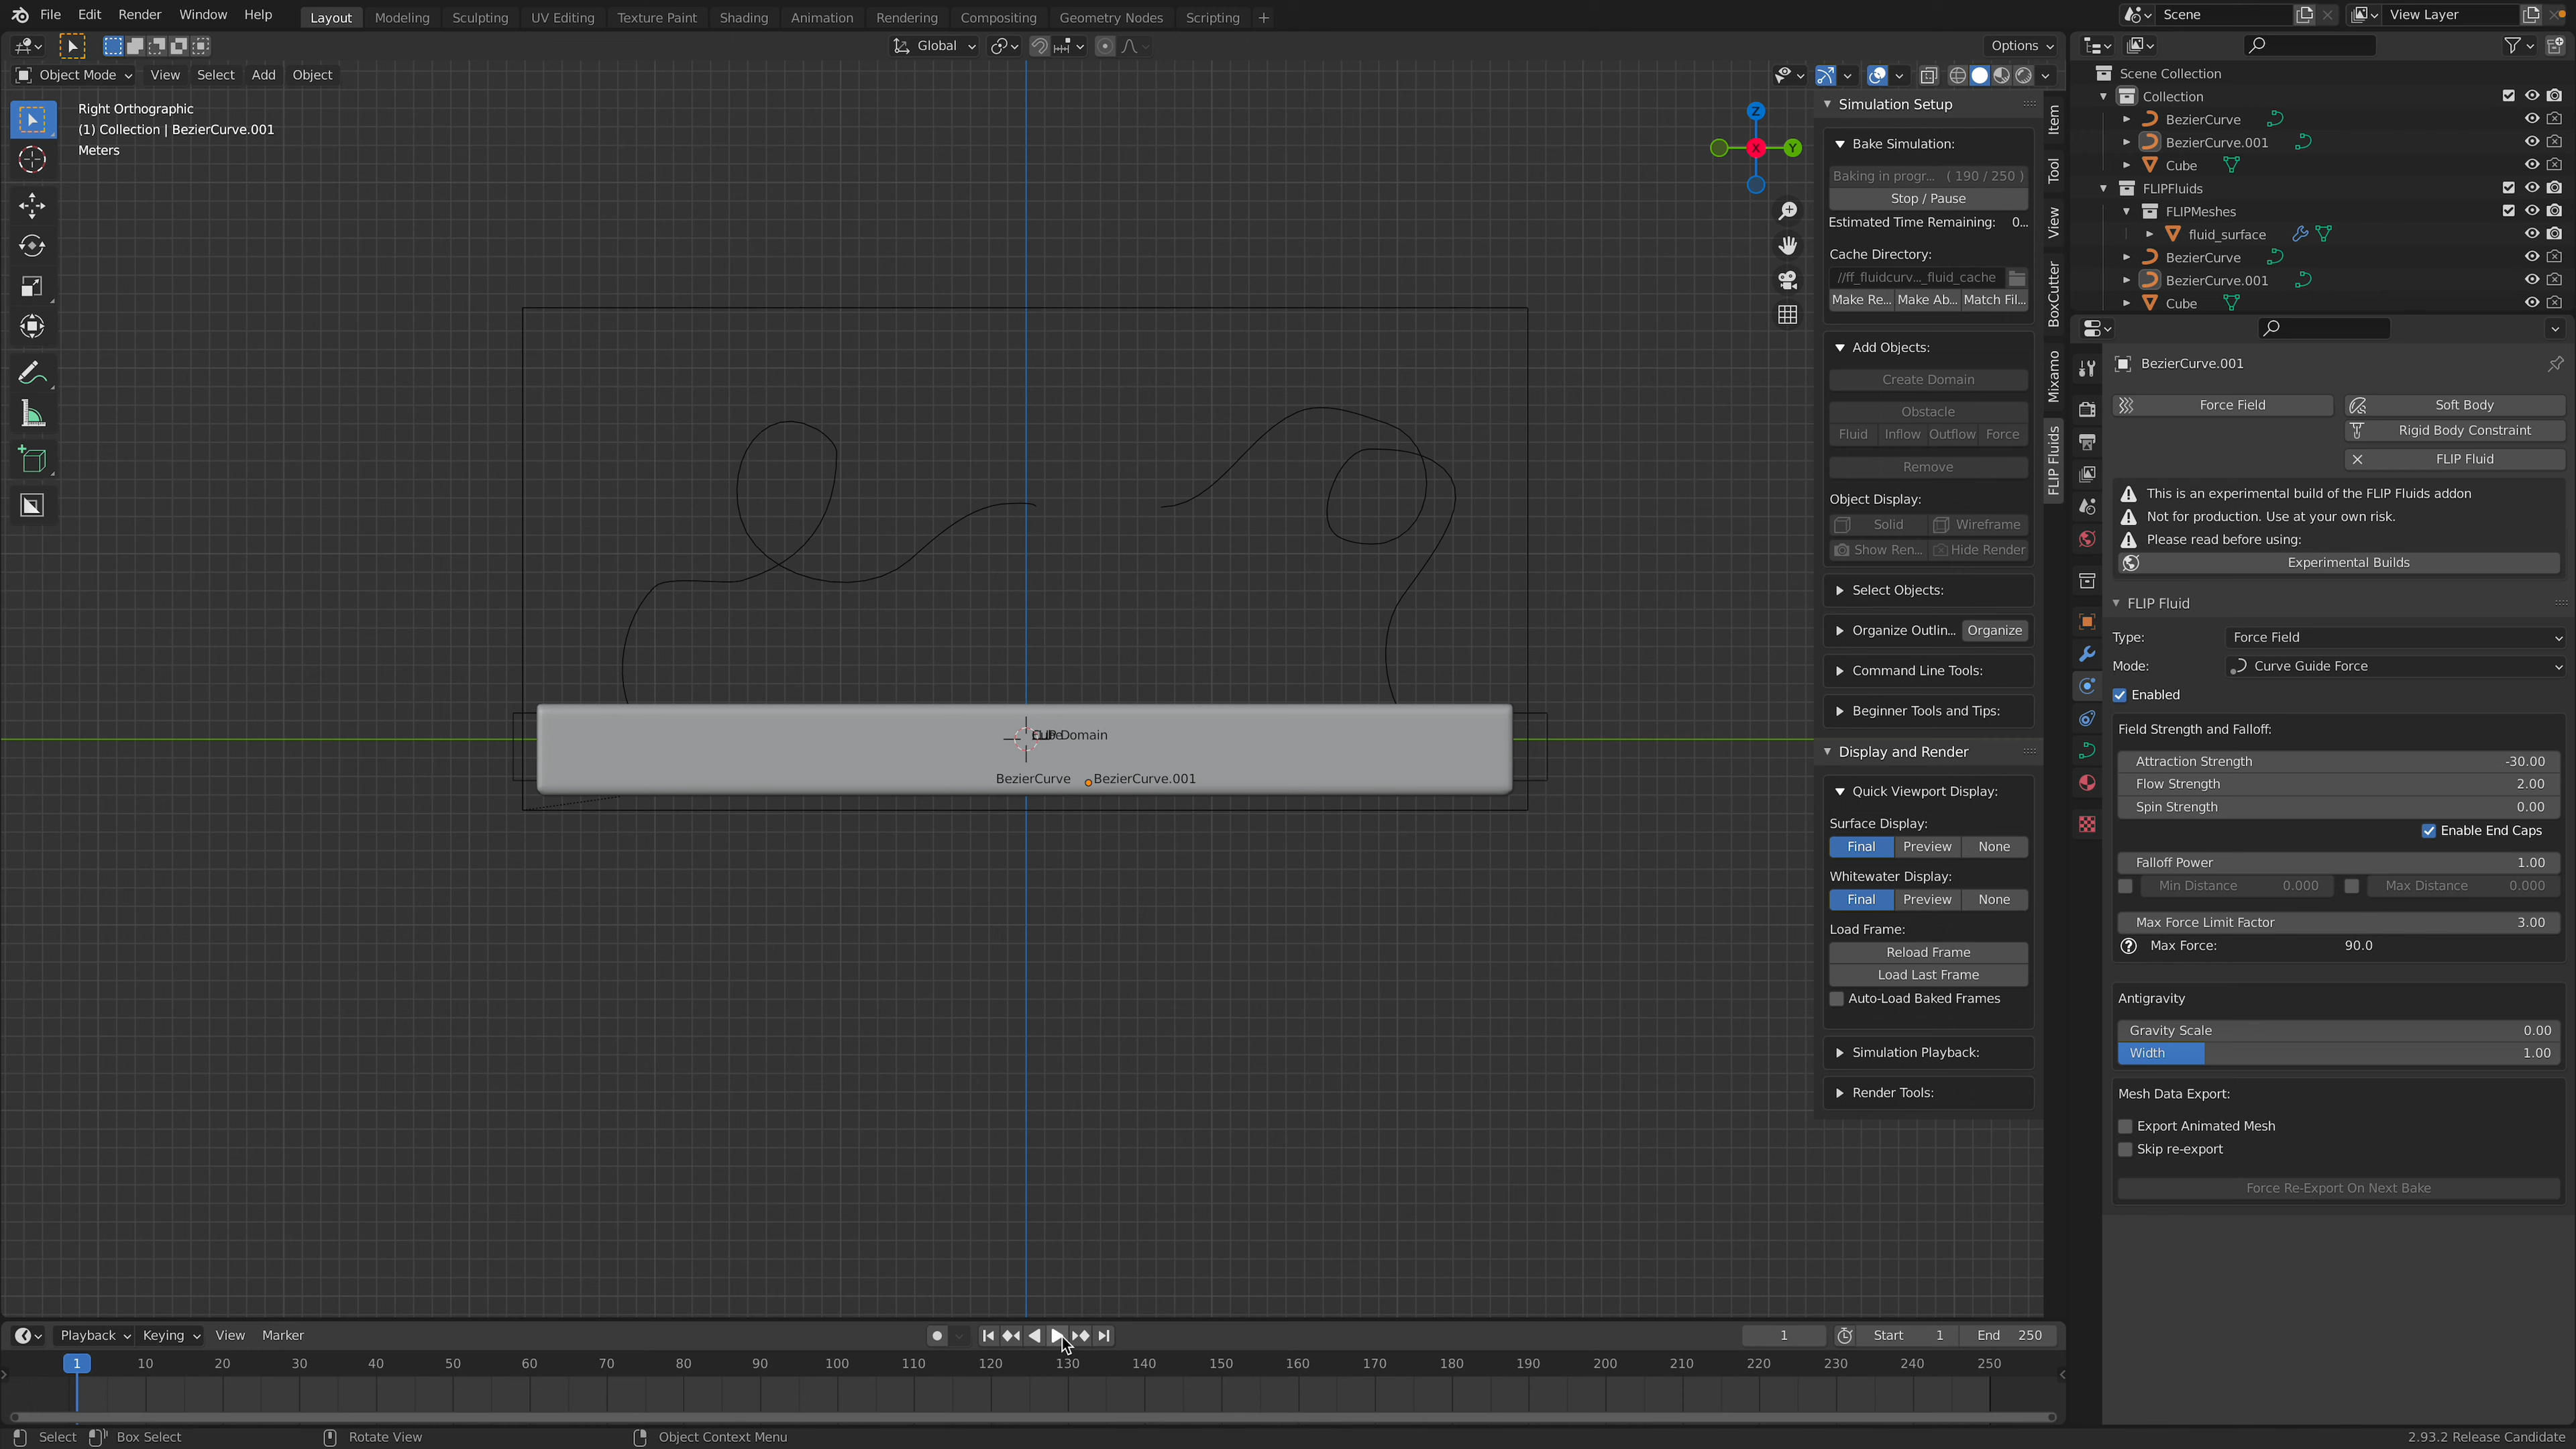 File Edit Render Window Help Layout Modeling Sculpting UV Editing Texture Paint Shading Animation Rendering Compositing Geometry Nodes Scripting + Scene View Layer
Global Options
Object Mode View Select Add Object
Right Orthographic
(1) Collection | BezierCurve.001
Meters
Z
X
Y
Simulation Setup
Bake Simulation:
Baking in progr... ( 190 / 250 )
Stop / Pause
Estimated Time Remaining: 0...
Cache Directory:
//ff_fluidcurv..._fluid_cache
Make Re... Make Ab... Match Fil...
Add Objects:
Create Domain
Obstacle
Fluid Inflow Outflow Force
Remove
Object Display:
Solid Wireframe
Show Ren... Hide Render
Select Objects:
Organize Outlin... Organize
Command Line Tools:
Beginner Tools and Tips:
Display and Render
Quick Viewport Display:
Surface Display:
Final Preview None
Whitewater Display:
Final Preview None
Load Frame:
Reload Frame
Load Last Frame
Auto-Load Baked Frames
Simulation Playback:
Render Tools:
Item
Tool
View
BoxCutter
Mixamo
FLIP Fluids
Domain
BezierCurve
BezierCurve.001
Scene Collection
Collection
BezierCurve
BezierCurve.001
Cube
FLIPFluids
FLIPMeshes
fluid_surface
BezierCurve
BezierCurve.001
Cube
BezierCurve.001
Force Field Soft Body
Rigid Body Constraint
FLIP Fluid
This is an experimental build of the FLIP Fluids addon
Not for production. Use at your own risk.
Please read before using:
Experimental Builds
FLIP Fluid
Type: Force Field
Mode: Curve Guide Force
Enabled
Field Strength and Falloff:
Attraction Strength -30.00
Flow Strength 2.00
Spin Strength 0.00
Enable End Caps
Falloff Power 1.00
Min Distance 0.000 Max Distance 0.000
Max Force Limit Factor 3.00
Max Force: 90.0
Antigravity
Gravity Scale 0.00
Width 1.00
Mesh Data Export:
Export Animated Mesh
Skip re-export
Force Re-Export On Next Bake
Playback Keying View Marker 1 Start 1 End 250
1 10 20 30 40 50 60 70 80 90 100 110 120 130 140 150 160 170 180 190 200 210 220 230 240 250
Select Box Select Rotate View Object Context Menu 2.93.2 Release Candidate